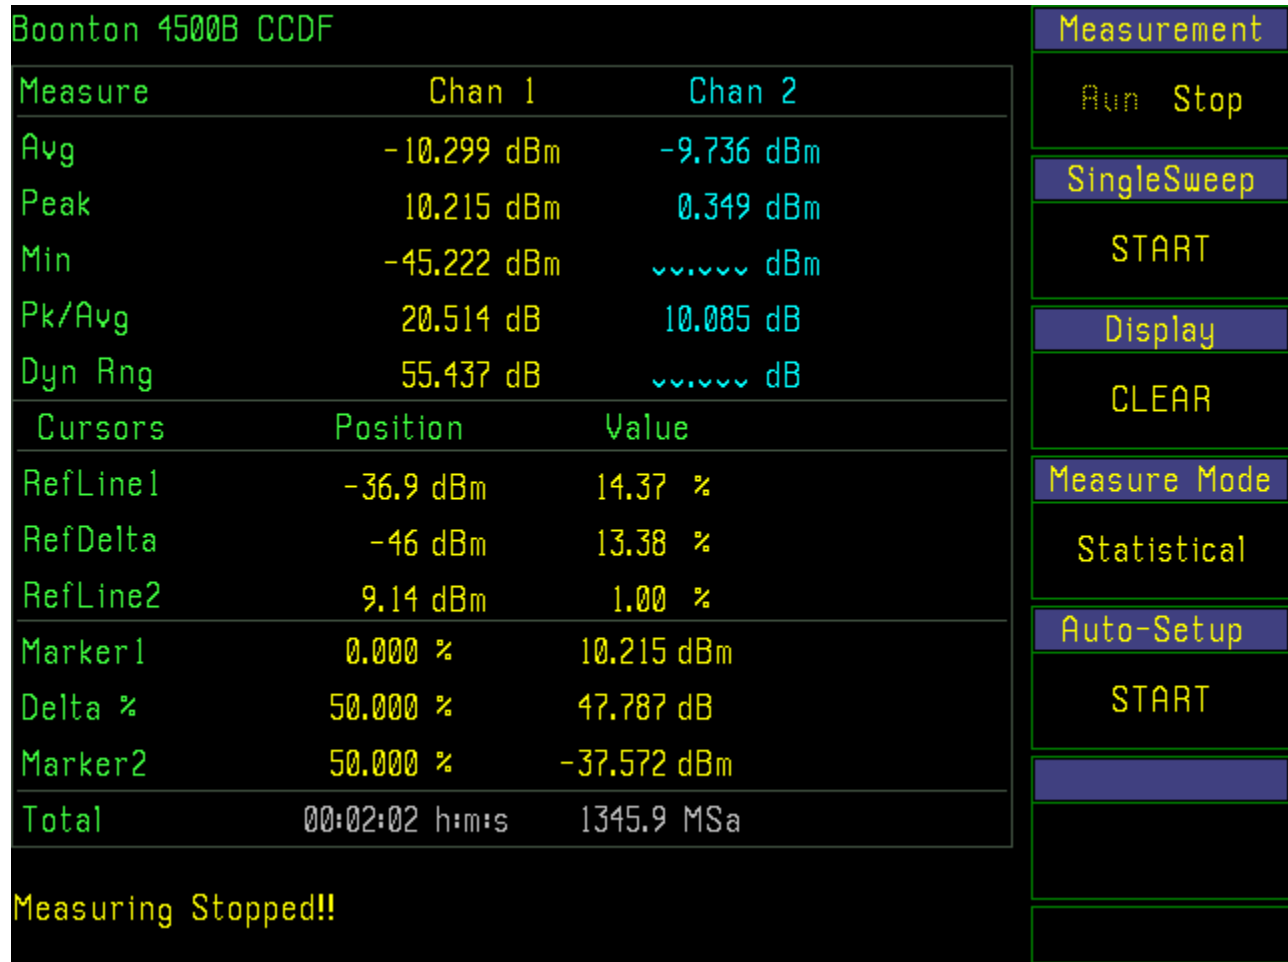 Boonton 4500B CCDF
Measure Chan 1 Chan 2
Avg -10.299 dBm -9.736 dBm
Peak 10.215 dBm 0.349 dBm
Min -45.222 dBm ˇˇ.ˇˇˇ dBm
Pk/Avg 20.514 dB 10.085 dB
Dyn Rng 55.437 dB ˇˇ.ˇˇˇ dB
Cursors Position Value
RefLine1 -36.9 dBm 14.37 %
RefDelta -46 dBm 13.38 %
RefLine2 9.14 dBm 1.00 %
Marker1 0.000 % 10.215 dBm
Delta % 50.000 % 47.787 dB
Marker2 50.000 % -37.572 dBm
Total 00:02:02 h:m:s 1345.9 MSa
Measuring Stopped!!
Measurement
Run Stop
SingleSweep
START
Display
CLEAR
Measure Mode
Statistical
Auto-Setup
START